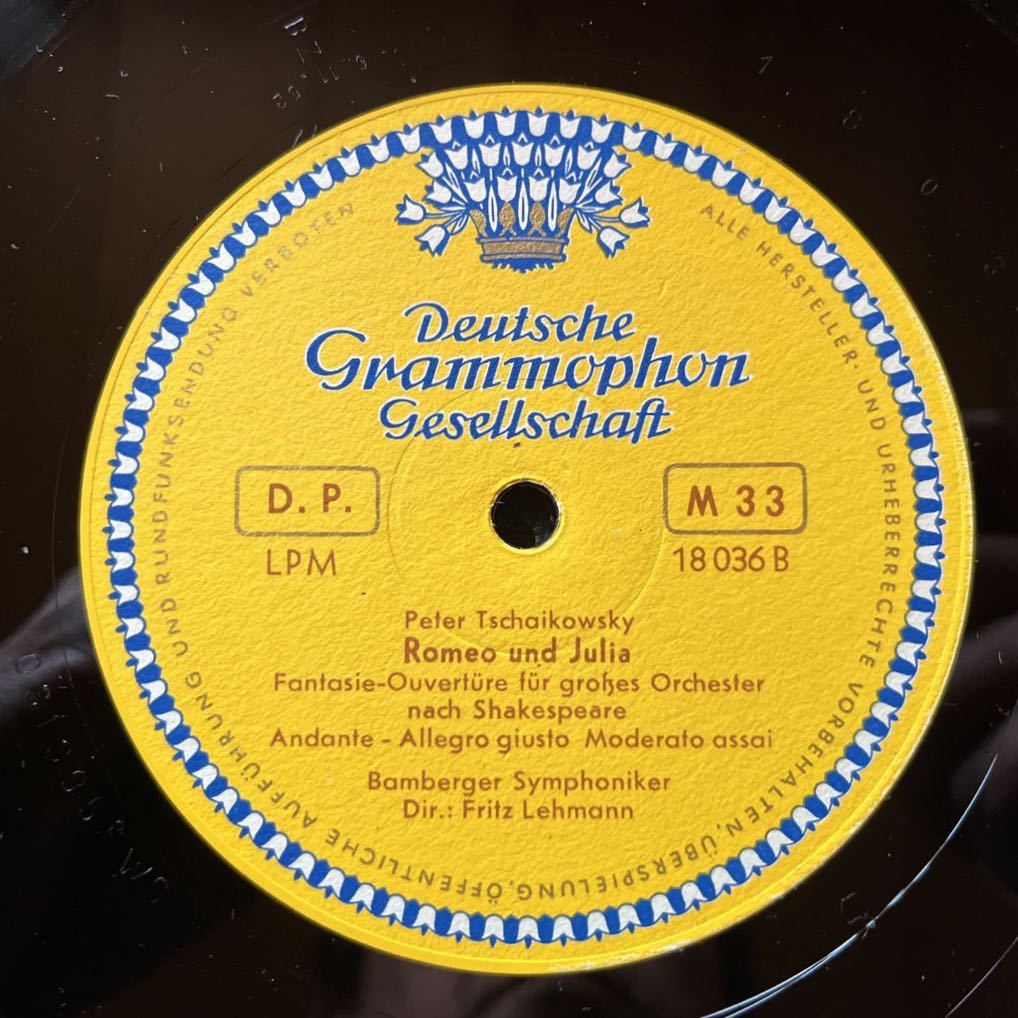 Deutsche
Grammophon
Gesellschaft
D. P.
M 33
LPM
18 036 B
Peter Tschaikowsky
Romeo und Julia
Fantasie-Ouvertüre für großes Orchester
nach Shakespeare
Andante - Allegro giusto Moderato assai
Bamberger Symphoniker
Dir.: Fritz Lehmann
ALLE HERSTELLER- UND URHEBERRECHTE VORBEHALTEN, ÜBERSPIELUNG, ÖFFENTLICHE AUFFÜHRUNG UND RUNDFUNKSENDUNG VERBOTEN